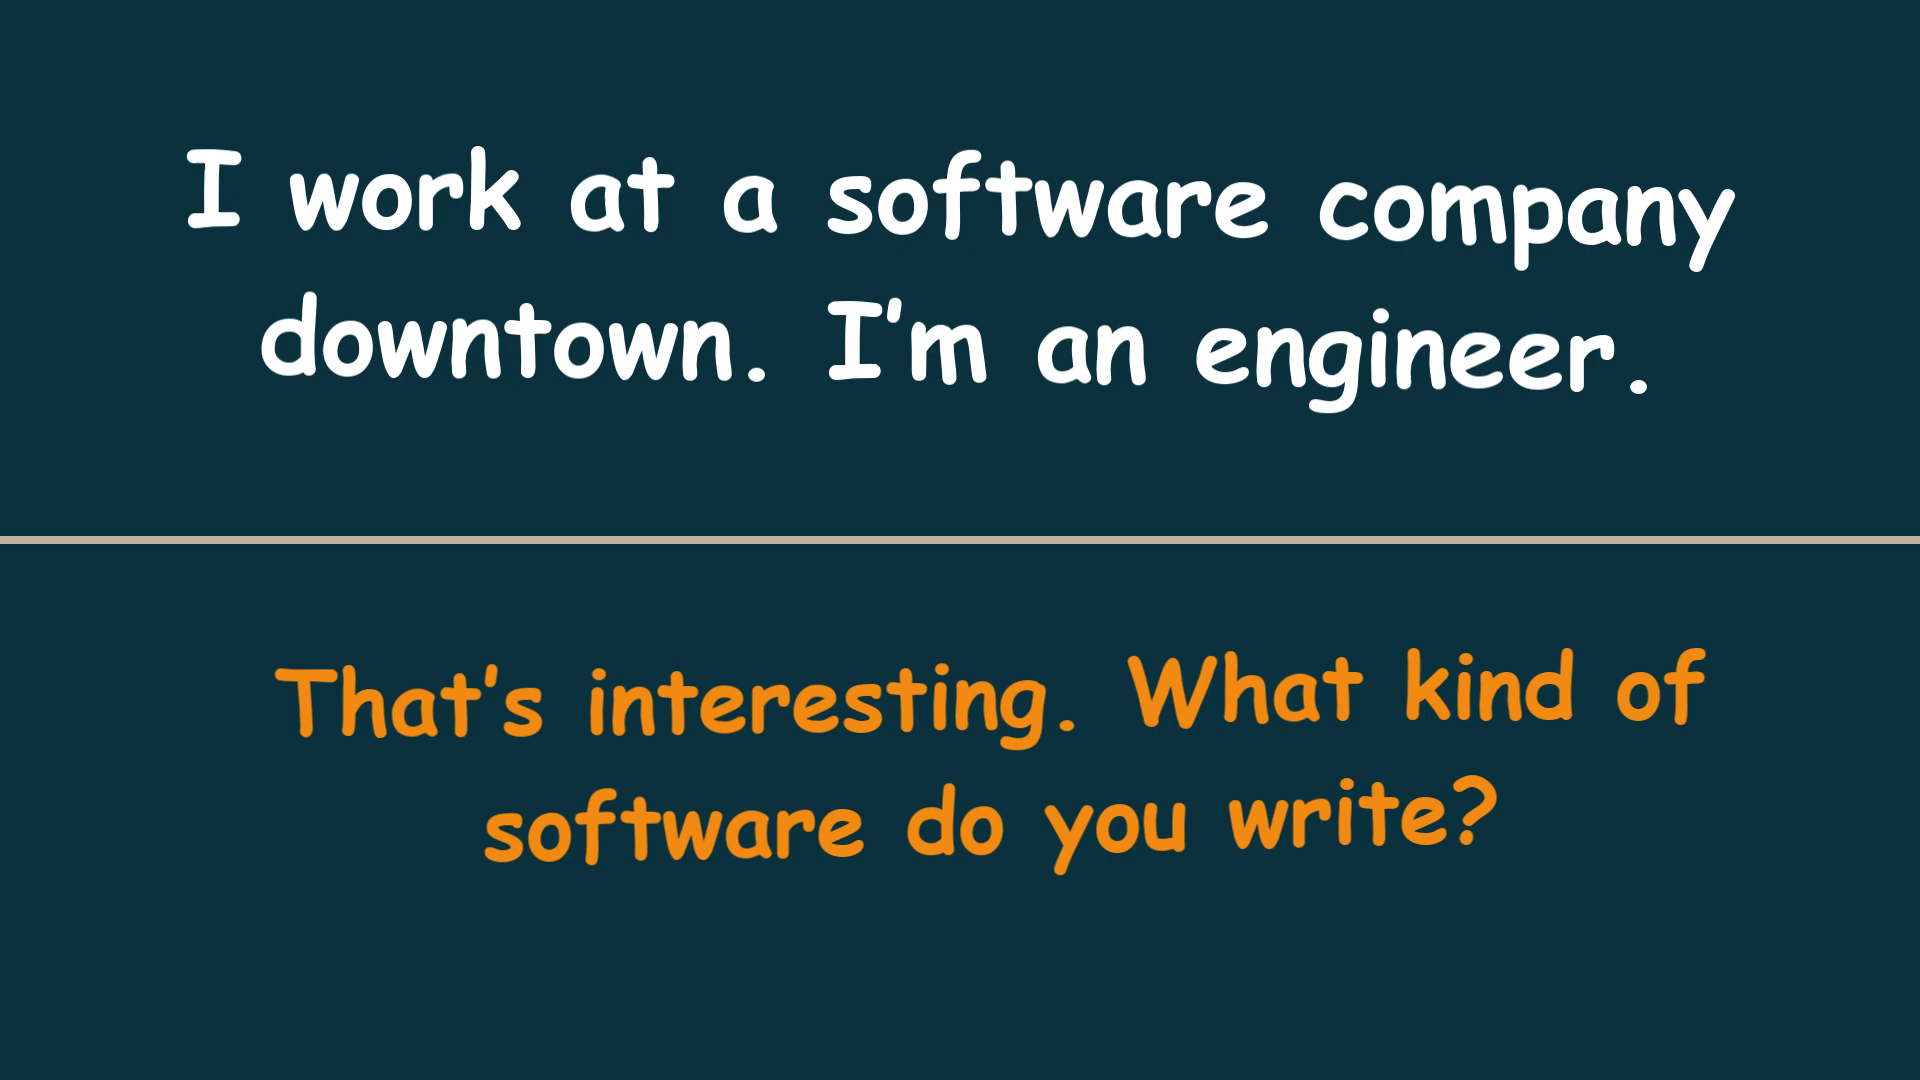 I work at a software company
downtown. I’m an engineer.
That’s interesting. What kind of
software do you write?